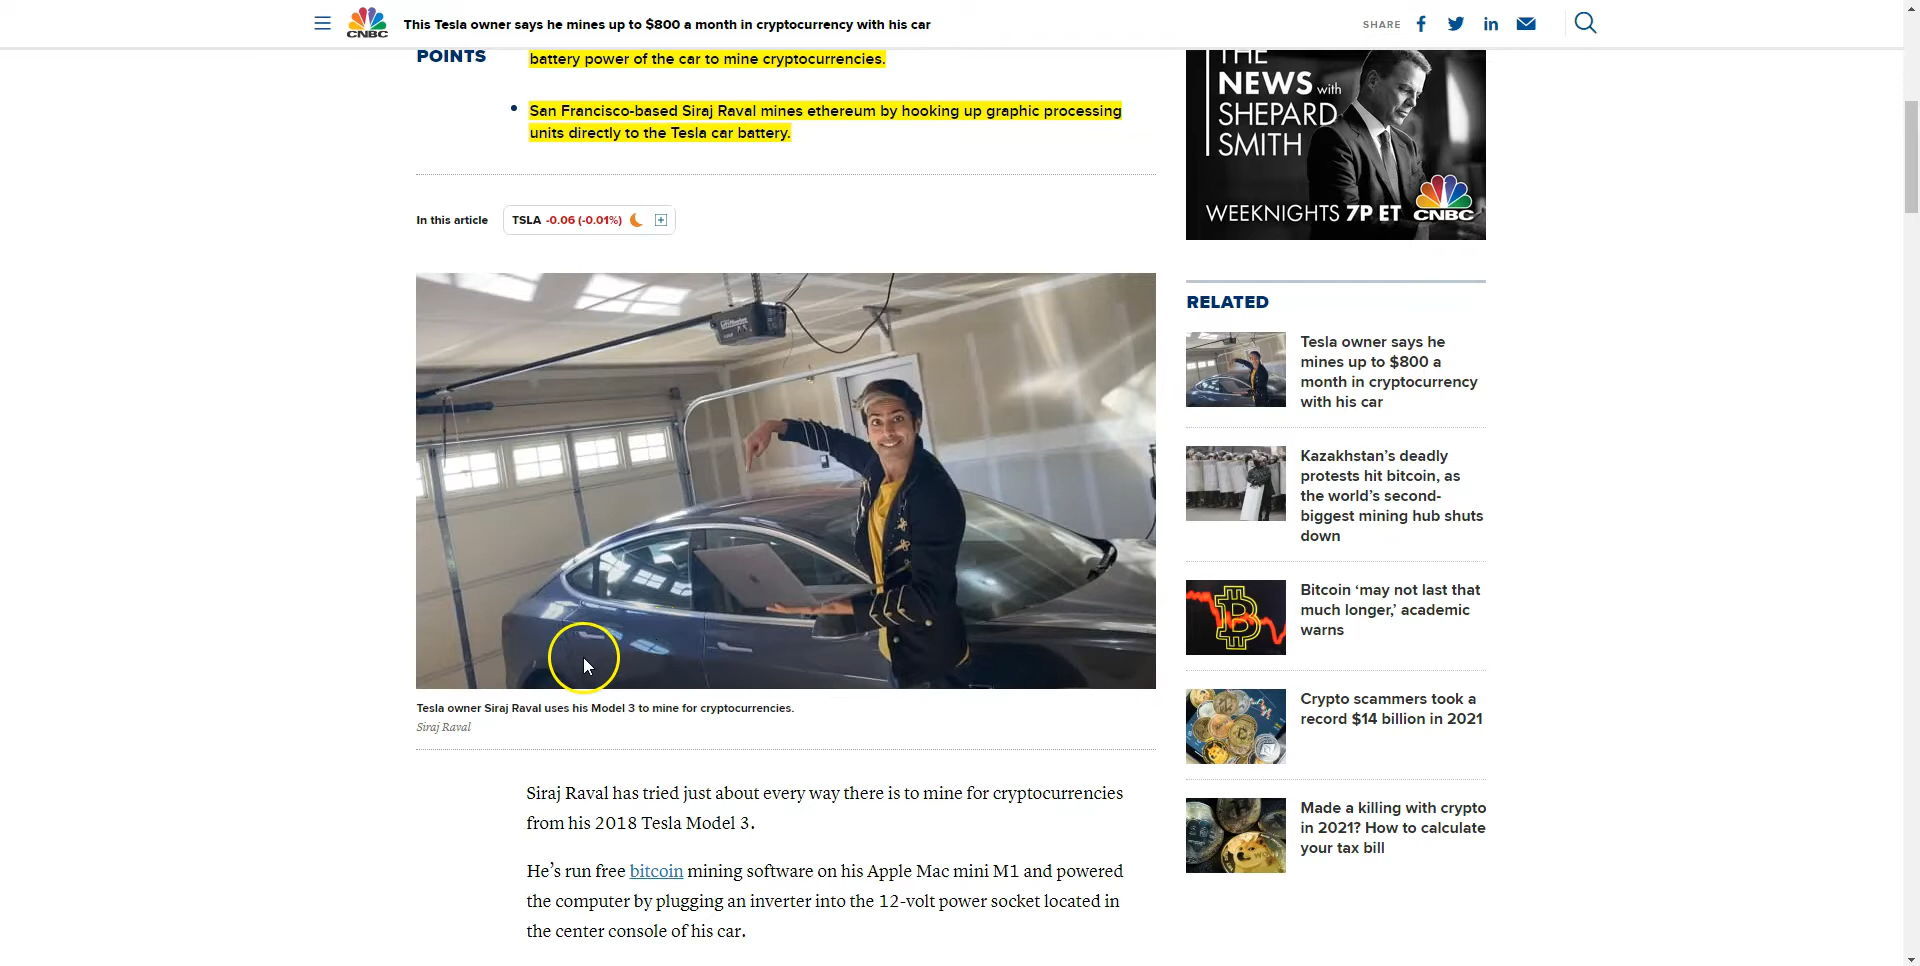 CNBC
This Tesla owner says he mines up to $800 a month in cryptocurrency with his car
SHARE
POINTS
battery power of the car to mine cryptocurrencies.
San Francisco-based Siraj Raval mines ethereum by hooking up graphic processing
units directly to the Tesla car battery.
In this article
TSLA -0.06 (-0.01%)
Tesla owner Siraj Raval uses his Model 3 to mine for cryptocurrencies.
Siraj Raval
Siraj Raval has tried just about every way there is to mine for cryptocurrencies
from his 2018 Tesla Model 3.
He’s run free bitcoin mining software on his Apple Mac mini M1 and powered
the computer by plugging an inverter into the 12-volt power socket located in
the center console of his car.
THE
NEWS with
SHEPARD
SMITH
WEEKNIGHTS 7P ET
CNBC
RELATED
Tesla owner says he
mines up to $800 a
month in cryptocurrency
with his car
Kazakhstan’s deadly
protests hit bitcoin, as
the world’s second-
biggest mining hub shuts
down
Bitcoin ‘may not last that
much longer,’ academic
warns
Crypto scammers took a
record $14 billion in 2021
Made a killing with crypto
in 2021? How to calculate
your tax bill